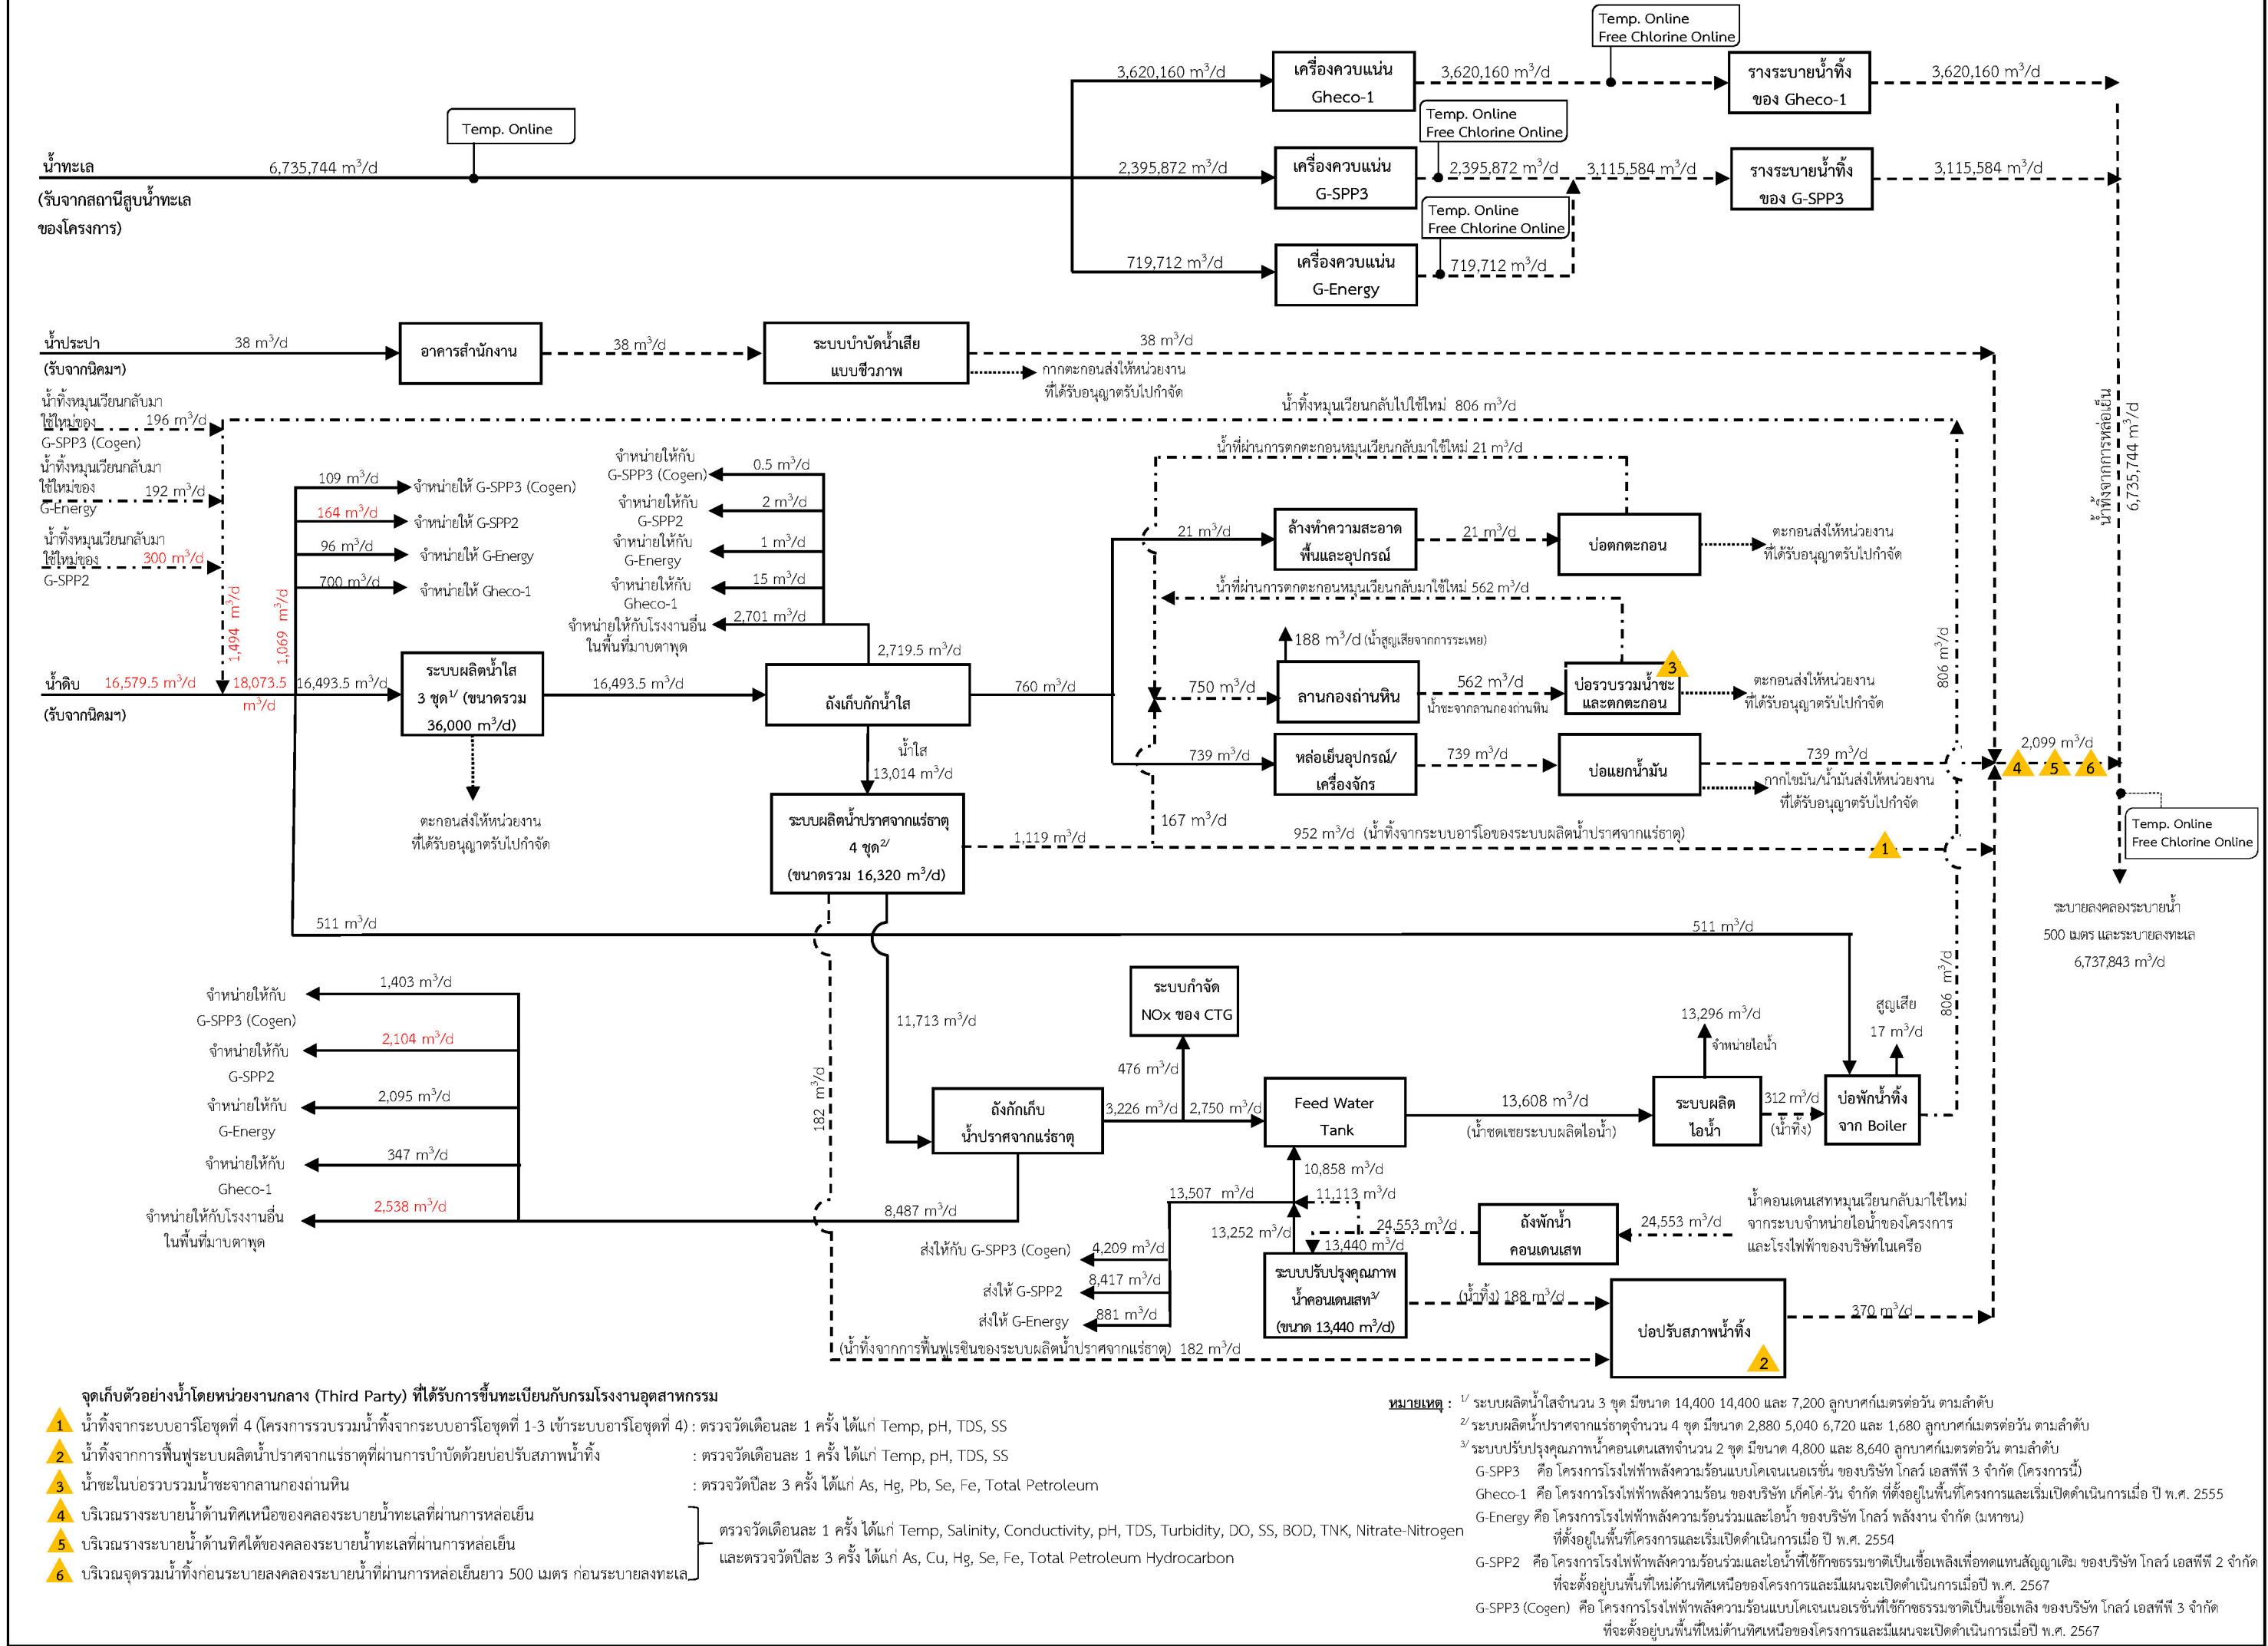 Temp. Online
Free Chlorine Online
3,620,160 m³/d
เครื่องควบแน่น
Gheco-1
3,620,160 m³/d
รางระบายน้ำทิ้ง
ของ Gheco-1
3,620,160 m³/d
Temp. Online
Temp. Online
Free Chlorine Online
น้ำทะเล
6,735,744 m³/d
(รับจากสถานีสูบน้ำทะเล
ของโครงการ)
2,395,872 m³/d
เครื่องควบแน่น
G-SPP3
2,395,872 m³/d
3,115,584 m³/d
รางระบายน้ำทิ้ง
ของ G-SPP3
3,115,584 m³/d
Temp. Online
Free Chlorine Online
719,712 m³/d
เครื่องควบแน่น
G-Energy
719,712 m³/d
น้ำประปา
38 m³/d
(รับจากนิคมฯ)
อาคารสำนักงาน
38 m³/d
ระบบบำบัดน้ำเสีย
แบบชีวภาพ
38 m³/d
กากตะกอนส่งให้หน่วยงาน
ที่ได้รับอนุญาตรับไปกำจัด
น้ำทิ้งจากการหล่อเย็น
6,735,744 m³/d
น้ำทิ้งหมุนเวียนกลับมา
ใช้ใหม่ของ 196 m³/d
G-SPP3 (Cogen)
น้ำทิ้งหมุนเวียนกลับไปใช้ใหม่ 806 m³/d
น้ำทิ้งหมุนเวียนกลับมา
ใช้ใหม่ของ 192 m³/d
G-Energy
น้ำทิ้งหมุนเวียนกลับมา
ใช้ใหม่ของ 300 m³/d
G-SPP2
1,494 m³/d
1,069 m³/d
109 m³/d
จำหน่ายให้ G-SPP3 (Cogen)
164 m³/d
จำหน่ายให้ G-SPP2
96 m³/d
จำหน่ายให้ G-Energy
700 m³/d
จำหน่ายให้ Gheco-1
จำหน่ายให้กับ
G-SPP3 (Cogen)
0.5 m³/d
จำหน่ายให้กับ
G-SPP2
2 m³/d
จำหน่ายให้กับ
G-Energy
1 m³/d
จำหน่ายให้กับ
Gheco-1
15 m³/d
จำหน่ายให้กับโรงงานอื่น
ในพื้นที่มาบตาพุด
2,701 m³/d
2,719.5 m³/d
น้ำที่ผ่านการตกตะกอนหมุนเวียนกลับมาใช้ใหม่ 21 m³/d
21 m³/d
ล้างทำความสะอาด
พื้นและอุปกรณ์
21 m³/d
บ่อตกตะกอน
ตะกอนส่งให้หน่วยงาน
ที่ได้รับอนุญาตรับไปกำจัด
น้ำที่ผ่านการตกตะกอนหมุนเวียนกลับมาใช้ใหม่ 562 m³/d
188 m³/d (น้ำสูญเสียจากการระเหย)
น้ำดิบ
16,579.5 m³/d
(รับจากนิคมฯ)
18,073.5
m³/d
16,493.5 m³/d
ระบบผลิตน้ำใส
3 ชุด¹/ (ขนาดรวม
36,000 m³/d)
16,493.5 m³/d
ถังเก็บกักน้ำใส
760 m³/d
750 m³/d
ลานกองถ่านหิน
562 m³/d
น้ำชะจากลานกองถ่านหิน
3
บ่อรวบรวมน้ำชะ
และตกตะกอน
ตะกอนส่งให้หน่วยงาน
ที่ได้รับอนุญาตรับไปกำจัด
806 m³/d
ตะกอนส่งให้หน่วยงาน
ที่ได้รับอนุญาตรับไปกำจัด
น้ำใส
13,014 m³/d
739 m³/d
หล่อเย็นอุปกรณ์/
เครื่องจักร
739 m³/d
บ่อแยกน้ำมัน
739 m³/d
กากไขมัน/น้ำมันส่งให้หน่วยงาน
ที่ได้รับอนุญาตรับไปกำจัด
2,099 m³/d
4
5
6
Temp. Online
Free Chlorine Online
ระบบผลิตน้ำปราศจากแร่ธาตุ
4 ชุด²/
(ขนาดรวม 16,320 m³/d)
1,119 m³/d
167 m³/d
952 m³/d (น้ำทิ้งจากระบบอาร์โอของระบบผลิตน้ำปราศจากแร่ธาตุ)
1
ระบายลงคลองระบายน้ำ
500 เมตร และระบายลงทะเล
6,737,843 m³/d
511 m³/d
511 m³/d
จำหน่ายให้กับ
G-SPP3 (Cogen)
1,403 m³/d
จำหน่ายให้กับ
G-SPP2
2,104 m³/d
จำหน่ายให้กับ
G-Energy
2,095 m³/d
จำหน่ายให้กับ
Gheco-1
347 m³/d
จำหน่ายให้กับโรงงานอื่น
ในพื้นที่มาบตาพุด
2,538 m³/d
8,487 m³/d
182 m³/d
11,713 m³/d
ถังกักเก็บ
น้ำปราศจากแร่ธาตุ
3,226 m³/d
ระบบกำจัด
NOx ของ CTG
476 m³/d
2,750 m³/d
Feed Water
Tank
13,608 m³/d
(น้ำชดเชยระบบผลิตไอน้ำ)
13,296 m³/d
จำหน่ายไอน้ำ
ระบบผลิต
ไอน้ำ
312 m³/d
(น้ำทิ้ง)
สูญเสีย
17 m³/d
บ่อพักน้ำทิ้ง
จาก Boiler
806 m³/d
10,858 m³/d
13,507 m³/d
11,113 m³/d
13,252 m³/d
24,553 m³/d
13,440 m³/d
ถังพักน้ำ
คอนเดนเสท
24,553 m³/d
น้ำคอนเดนเสทหมุนเวียนกลับมาใช้ใหม่
จากระบบจำหน่ายไอน้ำของโครงการ
และโรงไฟฟ้าของบริษัทในเครือ
ส่งให้กับ G-SPP3 (Cogen)
4,209 m³/d
ส่งให้ G-SPP2
8,417 m³/d
ส่งให้ G-Energy
881 m³/d
ระบบปรับปรุงคุณภาพ
น้ำคอนเดนเสท³/
(ขนาด 13,440 m³/d)
(น้ำทิ้ง) 188 m³/d
บ่อปรับสภาพน้ำทิ้ง
2
370 m³/d
(น้ำทิ้งจากการฟื้นฟูเรซินของระบบผลิตน้ำปราศจากแร่ธาตุ) 182 m³/d
จุดเก็บตัวอย่างน้ำโดยหน่วยงานกลาง (Third Party) ที่ได้รับการขึ้นทะเบียนกับกรมโรงงานอุตสาหกรรม
1 น้ำทิ้งจากระบบอาร์โอชุดที่ 4 (โครงการรวบรวมน้ำทิ้งจากระบบอาร์โอชุดที่ 1-3 เข้าระบบอาร์โอชุดที่ 4) : ตรวจวัดเดือนละ 1 ครั้ง ได้แก่ Temp, pH, TDS, SS
2 น้ำทิ้งจากการฟื้นฟูระบบผลิตน้ำปราศจากแร่ธาตุที่ผ่านการบำบัดด้วยบ่อปรับสภาพน้ำทิ้ง : ตรวจวัดเดือนละ 1 ครั้ง ได้แก่ Temp, pH, TDS, SS
3 น้ำชะในบ่อรวบรวมน้ำชะจากลานกองถ่านหิน : ตรวจวัดปีละ 3 ครั้ง ได้แก่ As, Hg, Pb, Se, Fe, Total Petroleum
4 บริเวณรางระบายน้ำด้านทิศเหนือของคลองระบายน้ำทะเลที่ผ่านการหล่อเย็น
5 บริเวณรางระบายน้ำด้านทิศใต้ของคลองระบายน้ำทะเลที่ผ่านการหล่อเย็น
6 บริเวณจุดรวมน้ำทิ้งก่อนระบายลงคลองระบายน้ำที่ผ่านการหล่อเย็นยาว 500 เมตร ก่อนระบายลงทะเล
ตรวจวัดเดือนละ 1 ครั้ง ได้แก่ Temp, Salinity, Conductivity, pH, TDS, Turbidity, DO, SS, BOD, TNK, Nitrate-Nitrogen
และตรวจวัดปีละ 3 ครั้ง ได้แก่ As, Cu, Hg, Se, Fe, Total Petroleum Hydrocarbon
หมายเหตุ : ¹/ ระบบผลิตน้ำใสจำนวน 3 ชุด มีขนาด 14,400 14,400 และ 7,200 ลูกบาศก์เมตรต่อวัน ตามลำดับ
²/ ระบบผลิตน้ำปราศจากแร่ธาตุจำนวน 4 ชุด มีขนาด 2,880 5,040 6,720 และ 1,680 ลูกบาศก์เมตรต่อวัน ตามลำดับ
³/ ระบบปรับปรุงคุณภาพน้ำคอนเดนเสทจำนวน 2 ชุด มีขนาด 4,800 และ 8,640 ลูกบาศก์เมตรต่อวัน ตามลำดับ
G-SPP3 คือ โครงการโรงไฟฟ้าพลังความร้อนแบบโคเจนเนอเรชั่น ของบริษัท โกลว์ เอสพีพี 3 จำกัด (โครงการนี้)
Gheco-1 คือ โครงการโรงไฟฟ้าพลังความร้อน ของบริษัท เก็คโค่-วัน จำกัด ที่ตั้งอยู่ในพื้นที่โครงการและเริ่มเปิดดำเนินการเมื่อ ปี พ.ศ. 2555
G-Energy คือ โครงการโรงไฟฟ้าพลังความร้อนร่วมและไอน้ำ ของบริษัท โกลว์ พลังงาน จำกัด (มหาชน)
ที่ตั้งอยู่ในพื้นที่โครงการและเริ่มเปิดดำเนินการเมื่อ ปี พ.ศ. 2554
G-SPP2 คือ โครงการโรงไฟฟ้าพลังความร้อนร่วมและไอน้ำที่ใช้ก๊าซธรรมชาติเป็นเชื้อเพลิงเพื่อทดแทนสัญญาเดิม ของบริษัท โกลว์ เอสพีพี 2 จำกัด
ที่จะตั้งอยู่บนพื้นที่ใหม่ด้านทิศเหนือของโครงการและมีแผนจะเปิดดำเนินการเมื่อปี พ.ศ. 2567
G-SPP3 (Cogen) คือ โครงการโรงไฟฟ้าพลังความร้อนแบบโคเจนเนอเรชั่นที่ใช้ก๊าซธรรมชาติเป็นเชื้อเพลิง ของบริษัท โกลว์ เอสพีพี 3 จำกัด
ที่จะตั้งอยู่บนพื้นที่ใหม่ด้านทิศเหนือของโครงการและมีแผนจะเปิดดำเนินการเมื่อปี พ.ศ. 2567